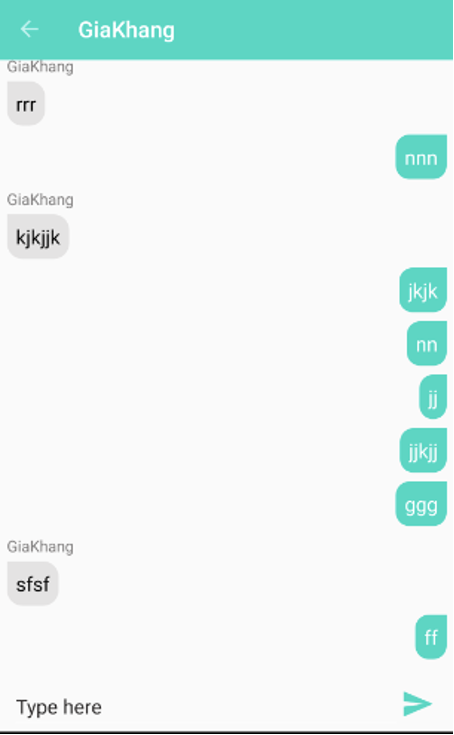 GiaKhang
GiaKhang
rrr
nnn
GiaKhang
kjkjjk
jkjk
nn
jj
jjkjj
ggg
GiaKhang
sfsf
ff
Type here